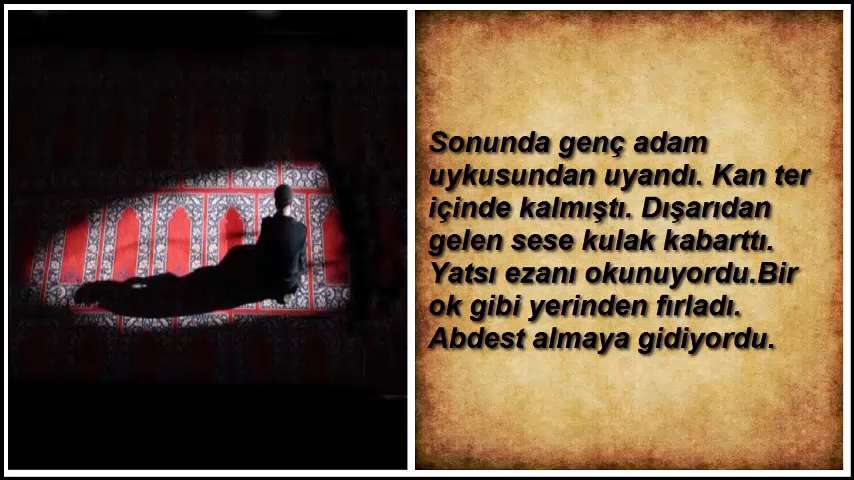 Sonunda genç adam
uykusundan uyandı. Kan ter
içinde kalmıştı. Dışarıdan
gelen sese kulak kabarttı.
Yatsı ezanı okunuyordu.Bir
ok gibi yerinden fırladı.
Abdest almaya gidiyordu.